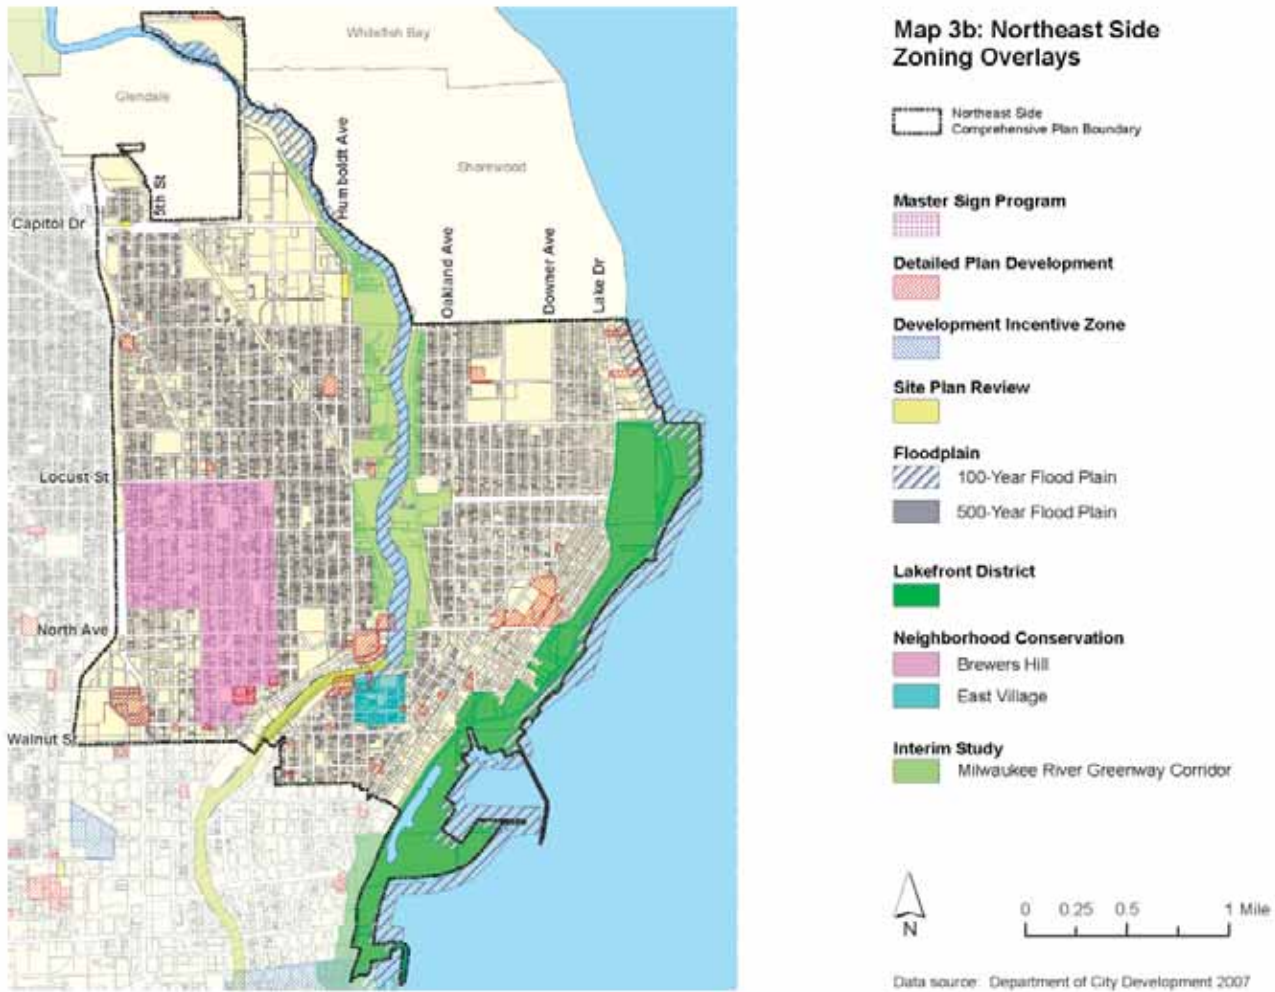 Map 3b: Northeast Side
Zoning Overlays
Northeast Side
Comprehensive Plan Boundary
Master Sign Program
Detailed Plan Development
Development Incentive Zone
Site Plan Review
Floodplain
100-Year Flood Plain
500-Year Flood Plain
Lakefront District
Neighborhood Conservation
Brewers Hill
East Village
Interim Study
Milwaukee River Greenway Corridor
N
0 0.25 0.5 1 Mile
Data source: Department of City Development 2007
Whitefish Bay
Glendale
Shorewood
5th St
Humboldt Ave
Oakland Ave
Downer Ave
Lake Dr
Capitol Dr
Locust St
North Ave
Walnut St